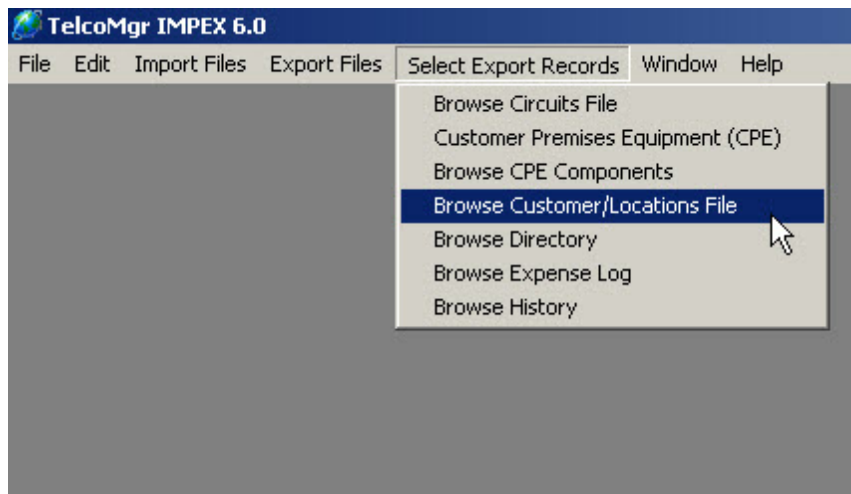 TelcoMgr IMPEX 6.0
File Edit Import Files Export Files Select Export Records Window Help
Browse Circuits File
Customer Premises Equipment (CPE)
Browse CPE Components
Browse Customer/Locations File
Browse Directory
Browse Expense Log
Browse History